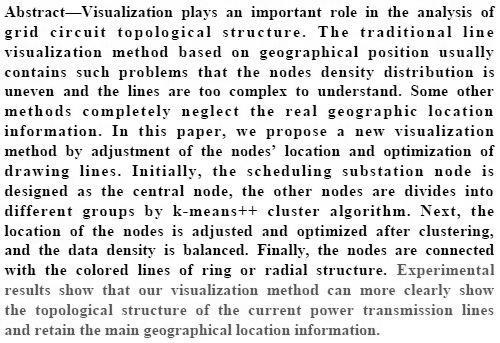 Abstract—Visualization plays an important role in the analysis of
grid circuit topological structure. The traditional line
visualization method based on geographical position usually
contains such problems that the nodes density distribution is
uneven and the lines are too complex to understand. Some other
methods completely neglect the real geographic location
information. In this paper, we propose a new visualization
method by adjustment of the nodes’ location and optimization of
drawing lines. Initially, the scheduling substation node is
designed as the central node, the other nodes are divides into
different groups by k-means++ cluster algorithm. Next, the
location of the nodes is adjusted and optimized after clustering,
and the data density is balanced. Finally, the nodes are connected
with the colored lines of ring or radial structure. Experimental
results show that our visualization method can more clearly show
the topological structure of the current power transmission lines
and retain the main geographical location information.